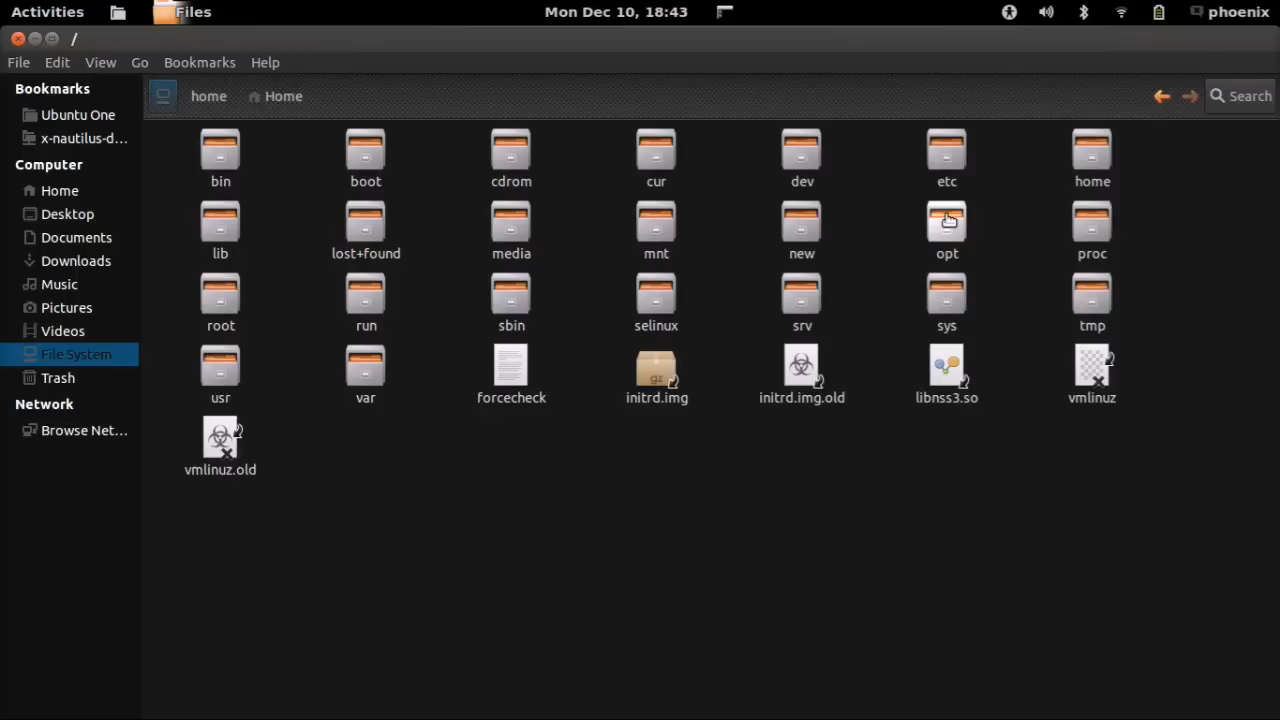 Activities Files Mon Dec 10, 18:43 phoenix
/
File Edit View Go Bookmarks Help
Bookmarks
Ubuntu One
x-nautilus-d...
Computer
Home
Desktop
Documents
Downloads
Music
Pictures
Videos
File System
Trash
Network
Browse Net...
home Home Search
bin boot cdrom cur dev etc home
lib lost+found media mnt new opt proc
root run sbin selinux srv sys tmp
usr var forcecheck gz initrd.img initrd.img.old libnss3.so vmlinuz
vmlinuz.old